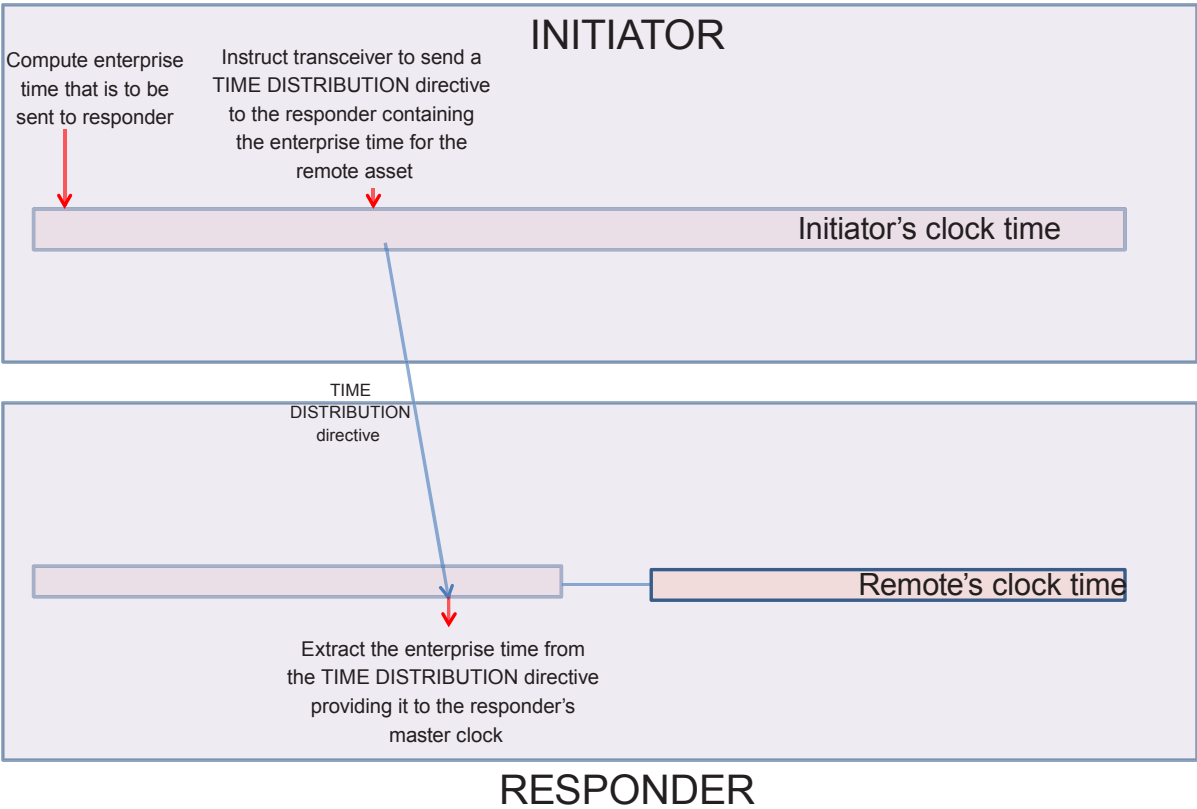 INITIATOR
Compute enterprise
time that is to be
sent to responder
Instruct transceiver to send a
TIME DISTRIBUTION directive
to the responder containing
the enterprise time for the
remote asset
Initiator’s clock time
TIME
DISTRIBUTION
directive
Remote’s clock time
Extract the enterprise time from
the TIME DISTRIBUTION directive
providing it to the responder’s
master clock
RESPONDER